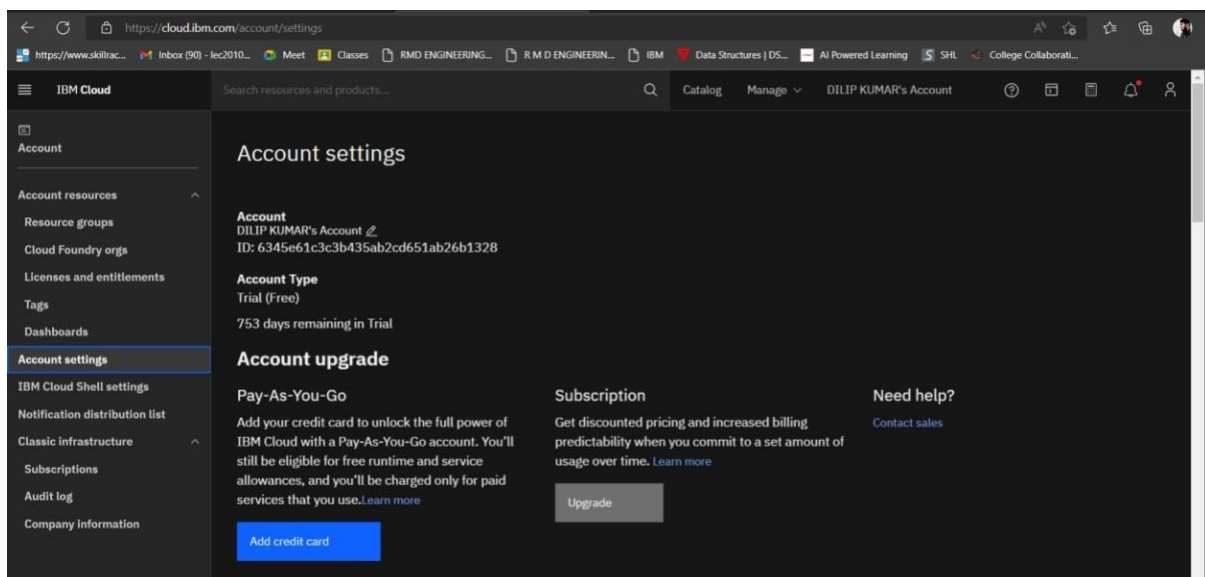 https://cloud.ibm.com/account/settings
https://www.skillrac... Inbox (90) - lec2010... Meet Classes RMD ENGINEERING... R M D ENGINEERIN... IBM Data Structures | DS... AI Powered Learning SHL College Collaborati...
IBM Cloud Search resources and products... Catalog Manage DILIP KUMAR's Account
Account
Account resources
Resource groups
Cloud Foundry orgs
Licenses and entitlements
Tags
Dashboards
Account settings
IBM Cloud Shell settings
Notification distribution list
Classic infrastructure
Subscriptions
Audit log
Company information
Account settings
Account
DILIP KUMAR's Account
ID: 6345e61c3c3b435ab2cd651ab26b1328
Account Type
Trial (Free)
753 days remaining in Trial
Account upgrade
Pay-As-You-Go
Add your credit card to unlock the full power of
IBM Cloud with a Pay-As-You-Go account. You'll
still be eligible for free runtime and service
allowances, and you'll be charged only for paid
services that you use.Learn more
Add credit card
Subscription
Get discounted pricing and increased billing
predictability when you commit to a set amount of
usage over time. Learn more
Upgrade
Need help?
Contact sales